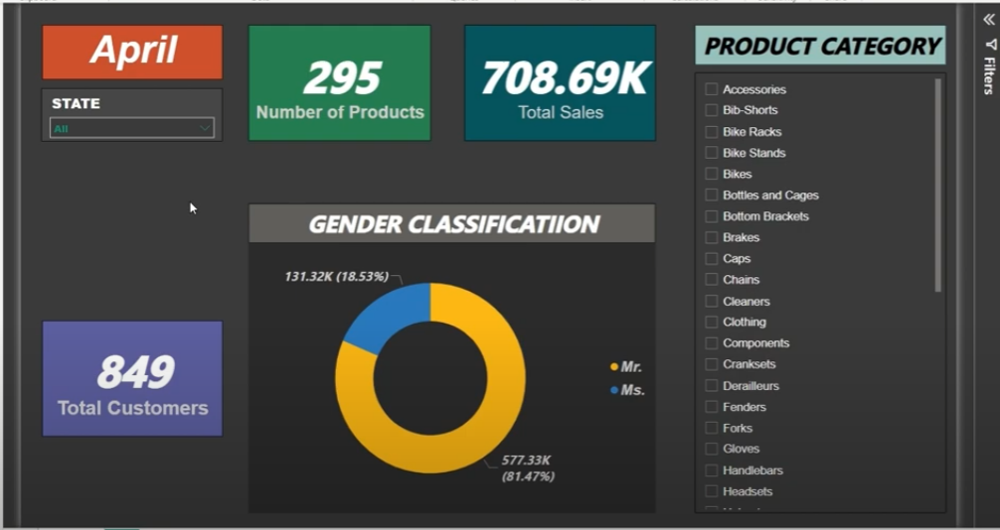 April
STATE
All
295
Number of Products
708.69K
Total Sales
849
Total Customers
GENDER CLASSIFICATIION
131.32K (18.53%)
577.33K
(81.47%)
Mr.
Ms.
PRODUCT CATEGORY
Accessories
Bib-Shorts
Bike Racks
Bike Stands
Bikes
Bottles and Cages
Bottom Brackets
Brakes
Caps
Chains
Cleaners
Clothing
Components
Cranksets
Derailleurs
Fenders
Forks
Gloves
Handlebars
Headsets
Filters